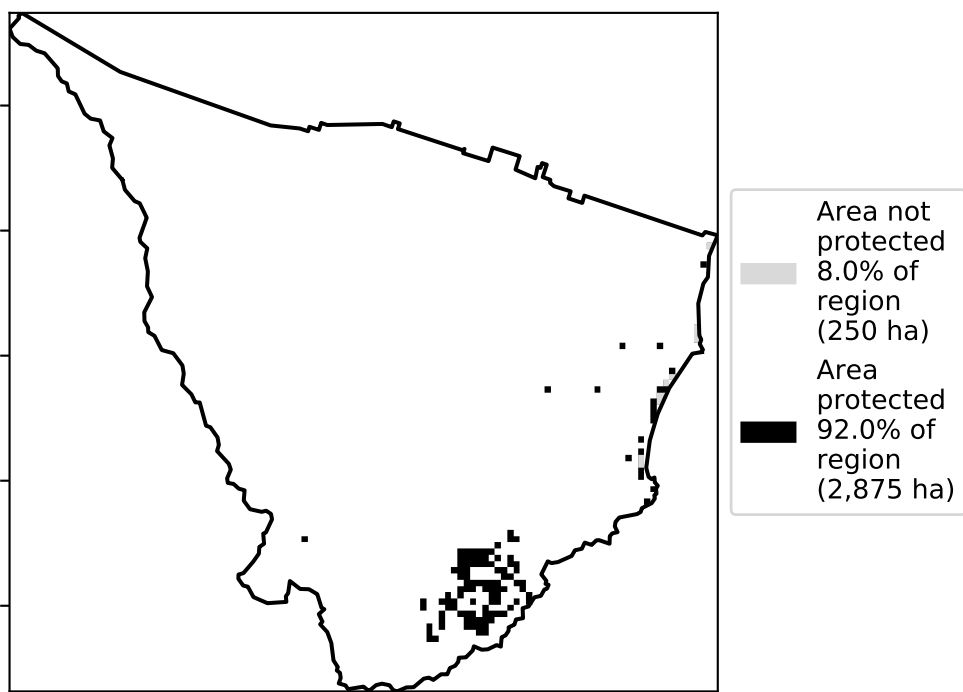 Area not
protected
8.0% of
region
(250 ha)
Area
protected
92.0% of
region
(2,875 ha)